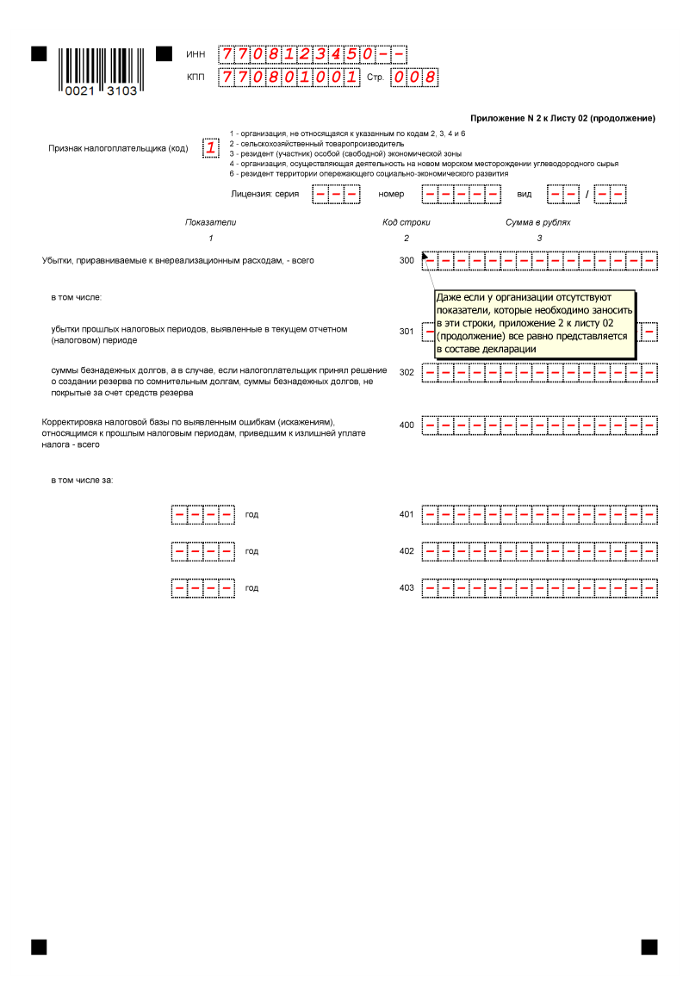 ИНН 7708123450--
КПП 770801001 Стр. 008
0021 3103
Приложение N 2 к Листу 02 (продолжение)
Признак налогоплательщика (код) 1
1 - организация, не относящаяся к указанным по кодам 2, 3, 4 и 6
2 - сельскохозяйственный товаропроизводитель
3 - резидент (участник) особой (свободной) экономической зоны
4 - организация, осуществляющая деятельность на новом морском месторождении углеводородного сырья
6 - резидент территории опережающего социально-экономического развития
Лицензия: серия --- номер ----- вид -- / --
Показатели Код строки Сумма в рублях
1 2 3
Убытки, приравниваемые к внереализационным расходам, - всего 300 ---------------
в том числе:
Даже если у организации отсутствуют
показатели, которые необходимо заносить
в эти строки, приложение 2 к листу 02
(продолжение) все равно представляется
в составе декларации
убытки прошлых налоговых периодов, выявленные в текущем отчетном 301 - -
(налоговом) периоде
суммы безнадежных долгов, а в случае, если налогоплательщик принял решение 302 ---------------
о создании резерва по сомнительным долгам, суммы безнадежных долгов, не
покрытые за счет средств резерва
Корректировка налоговой базы по выявленным ошибкам (искажениям), 400 ---------------
относящимся к прошлым налоговым периодам, приведшим к излишней уплате
налога - всего
в том числе за:
---- год 401 ---------------
---- год 402 ---------------
---- год 403 ---------------